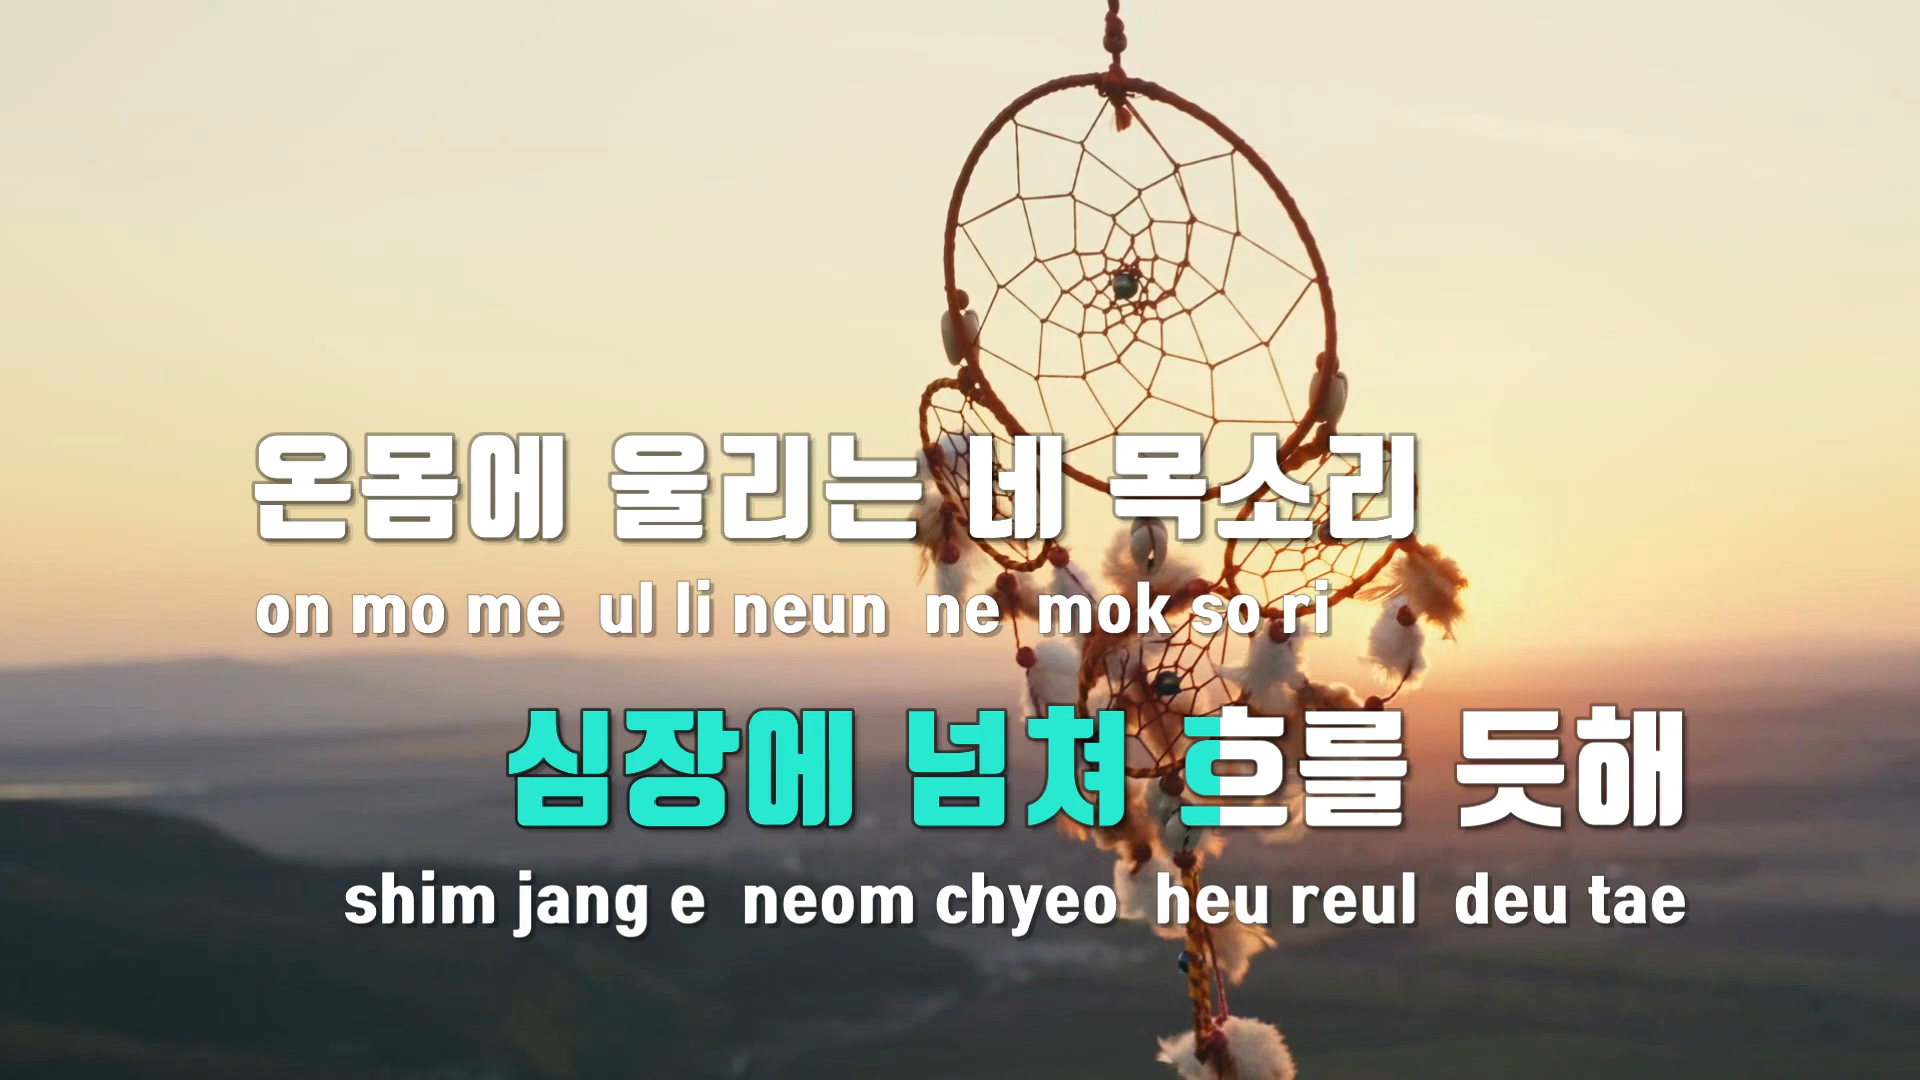 온몸에 울리는 네 목소리
on mo me ul li neun ne mok so ri
심장에 넘쳐 흐를 듯해
shim jang e neom chyeo heu reul deu tae